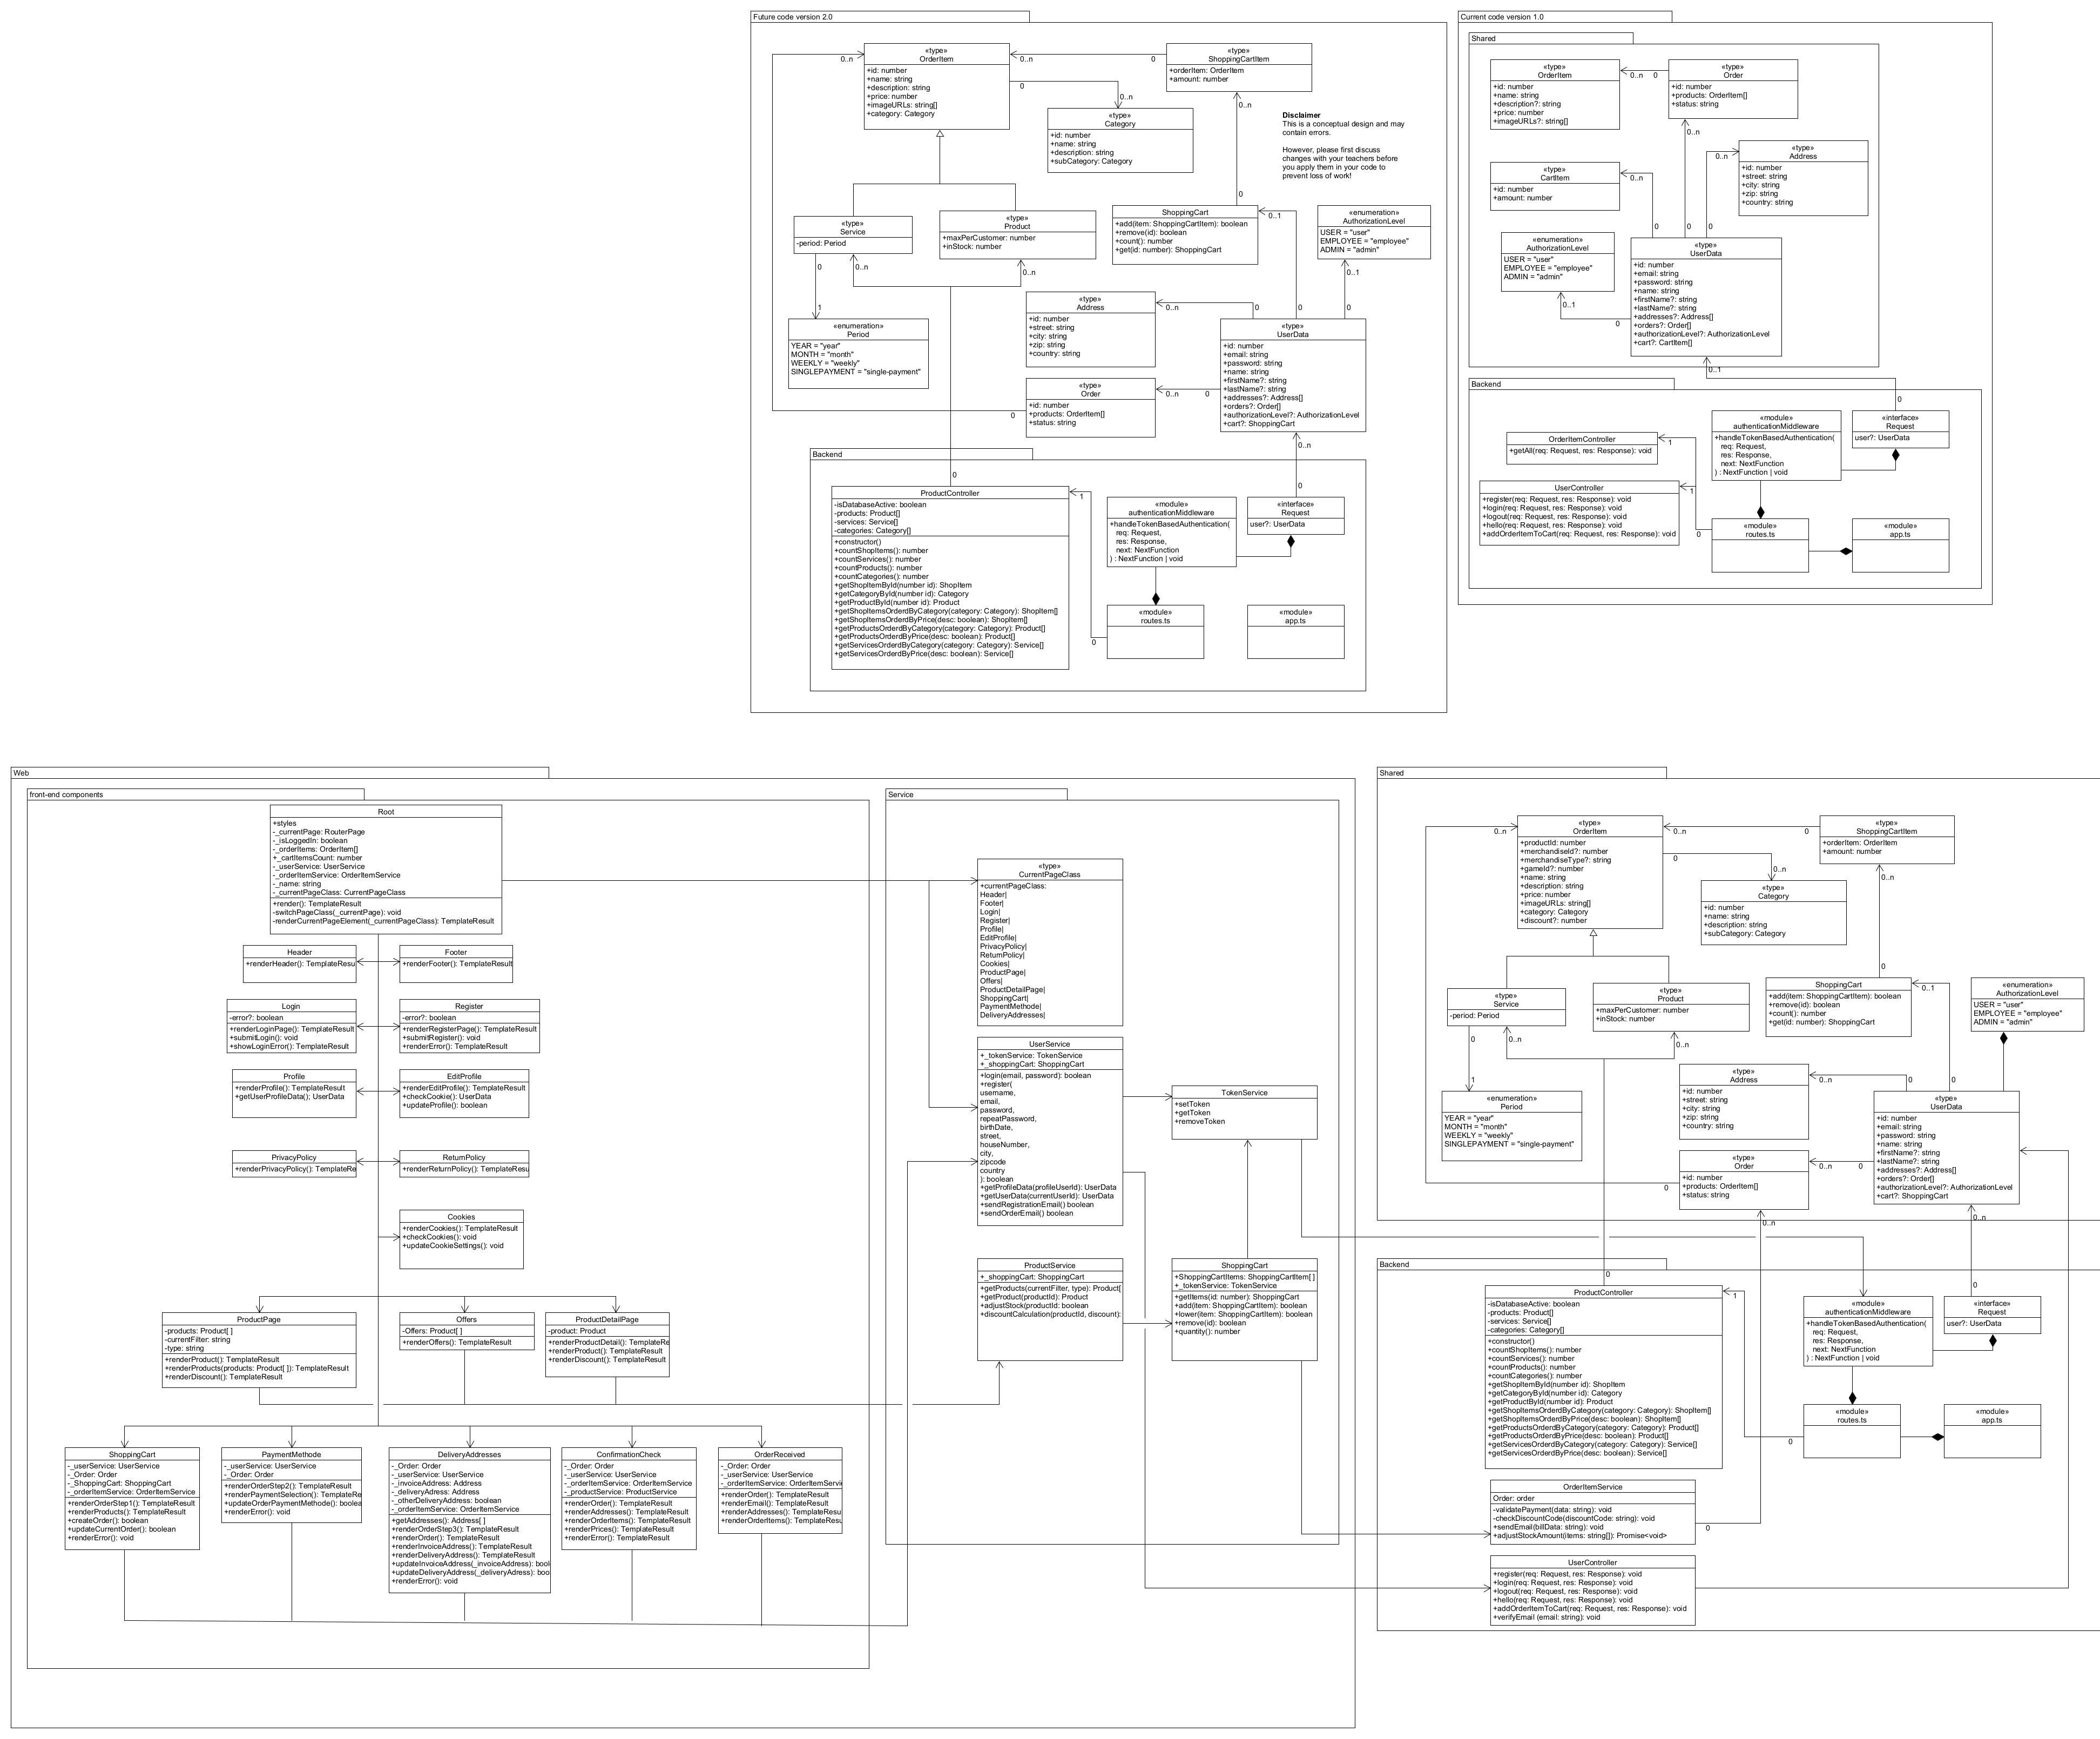 Future code version 2.0
«type»
OrderItem
+id: number
+name: string
+description: string
+price: number
+imageURLs: string[]
+category: Category
0..n
0..n
0
«type»
ShoppingCartItem
+orderItem: OrderItem
+amount: number
0
0..n
0..n
«type»
Category
+id: number
+name: string
+description: string
+subCategory: Category
Disclaimer
This is a conceptual design and may
contain errors.
However, please first discuss
changes with your teachers before
you apply them in your code to
prevent loss of work!
0
«type»
Service
-period: Period
0
0..n
1
«type»
Product
+maxPerCustomer: number
+inStock: number
0..n
ShoppingCart
+add(item: ShoppingCartItem): boolean
+remove(id): boolean
+count(): number
+get(id: number): ShoppingCart
0..1
«enumeration»
AuthorizationLevel
USER = "user"
EMPLOYEE = "employee"
ADMIN = "admin"
0..1
«enumeration»
Period
YEAR = "year"
MONTH = "month"
WEEKLY = "weekly"
SINGLEPAYMENT = "single-payment"
«type»
Address
+id: number
+street: string
+city: string
+zip: string
+country: string
0..n
0
0
0
«type»
UserData
+id: number
+email: string
+password: string
+name: string
+firstName?: string
+lastName?: string
+addresses?: Address[]
+orders?: Order[]
+authorizationLevel?: AuthorizationLevel
+cart?: ShoppingCart
«type»
Order
+id: number
+products: OrderItem[]
+status: string
0
0..n
0
0..n
Backend
0
0
ProductController
-isDatabaseActive: boolean
-products: Product[]
-services: Service[]
-categories: Category[]
+constructor()
+countShopItems(): number
+countServices(): number
+countProducts(): number
+countCategories(): number
+getShopItemById(number id): ShopItem
+getCategoryById(number id): Category
+getProductById(number id): Product
+getShopItemsOrderdByCategory(category: Category): ShopItem[]
+getShopItemsOrderdByPrice(desc: boolean): ShopItem[]
+getProductsOrderdByCategory(category: Category): Product[]
+getProductsOrderdByPrice(desc: boolean): Product[]
+getServicesOrderdByCategory(category: Category): Service[]
+getServicesOrderdByPrice(desc: boolean): Service[]
1
0
«module»
authenticationMiddleware
+handleTokenBasedAuthentication(
req: Request,
res: Response,
next: NextFunction
) : NextFunction | void
«interface»
Request
user?: UserData
«module»
routes.ts
«module»
app.ts
Current code version 1.0
Shared
«type»
OrderItem
+id: number
+name: string
+description?: string
+price: number
+imageURLs?: string[]
0..n
0
«type»
Order
+id: number
+products: OrderItem[]
+status: string
0..n
«type»
Address
+id: number
+street: string
+city: string
+zip: string
+country: string
0..n
«type»
CartItem
+id: number
+amount: number
0..n
0
0
0
«enumeration»
AuthorizationLevel
USER = "user"
EMPLOYEE = "employee"
ADMIN = "admin"
0..1
0
«type»
UserData
+id: number
+email: string
+password: string
+name: string
+firstName?: string
+lastName?: string
+addresses?: Address[]
+orders?: Order[]
+authorizationLevel?: AuthorizationLevel
+cart?: CartItem[]
0..1
Backend
0
OrderItemController
+getAll(req: Request, res: Response): void
1
UserController
+register(req: Request, res: Response): void
+login(req: Request, res: Response): void
+logout(req: Request, res: Response): void
+hello(req: Request, res: Response): void
+addOrderItemToCart(req: Request, res: Response): void
1
0
«module»
authenticationMiddleware
+handleTokenBasedAuthentication(
req: Request,
res: Response,
next: NextFunction
) : NextFunction | void
«interface»
Request
user?: UserData
«module»
routes.ts
«module»
app.ts
Web
front-end components
Root
+styles
-_currentPage: RouterPage
-_isLoggedIn: boolean
-_orderItems: OrderItem[]
+_cartItemsCount: number
-_userService: UserService
-_orderItemService: OrderItemService
-_name: string
-_currentPageClass: CurrentPageClass
+render(): TemplateResult
-switchPageClass(_currentPage): void
-renderCurrentPageElement(_currentPageClass): TemplateResult
Header
+renderHeader(): TemplateResu
Footer
+renderFooter(): TemplateResult
Login
-error?: boolean
+renderLoginPage(): TemplateResult
+submitLogin(): void
+showLoginError(): TemplateResult
Register
-error?: boolean
+renderRegisterPage(): TemplateResult
+submitRegister(): void
+renderError(): TemplateResult
Profile
+renderProfile(): TemplateResult
+getUserProfileData(); UserData
EditProfile
+renderEditProfile(): TemplateResult
+checkCookie(): UserData
+updateProfile(): boolean
PrivacyPolicy
+renderPrivacyPolicy(): TemplateRe
ReturnPolicy
+renderReturnPolicy(): TemplateResu
Cookies
+renderCookies(): TemplateResult
+checkCookies(): void
+updateCookieSettings(): void
ProductPage
-products: Product[ ]
-currentFilter: string
-type: string
+renderProduct(): TemplateResult
+renderProducts(products: Product[ ]): TemplateResult
+renderDiscount(): TemplateResult
Offers
-Offers: Product[ ]
+renderOffers(): TemplateResult
ProductDetailPage
-product: Product
+renderProductDetail(): TemplateRe
+renderProduct(): TemplateResult
+renderDiscount(): TemplateResult
ShoppingCart
-_userService: UserService
-_Order: Order
-_ShoppingCart: ShoppingCart
-_orderItemService: OrderItemService
+renderOrderStep1(): TemplateResult
+renderProducts(): TemplateResult
+createOrder(): boolean
+updateCurrentOrder(): boolean
+renderError(): void
PaymentMethode
-_userService: UserService
-_Order: Order
+renderOrderStep2(): TemplateResult
+renderPaymentSelection(): TemplateRe
+updateOrderPaymentMethode(): boolea
+renderError(): void
DeliveryAddresses
-_Order: Order
-_userService: UserService
-_invoiceAddress: Address
-_deliveryAdress: Address
-_otherDeliveryAddress: boolean
-_orderItemService: OrderItemService
+getAddresses(): Address[ ]
+renderOrderStep3(): TemplateResult
+renderOrder(): TemplateResult
+renderInvoiceAddress(): TemplateResult
+renderDeliveryAddress(): TemplateResult
+updateInvoiceAddress(_invoiceAddress): bool
+updateDeliveryAddress(_deliveryAdress): boo
+renderError(): void
ConfirmationCheck
-_Order: Order
-_userService: UserService
-_orderItemService: OrderItemService
-_productService: ProductService
+renderOrder(): TemplateResult
+renderAddresses(): TemplateResult
+renderOrderItems(): TemplateResult
+renderPrices(): TemplateResult
+renderError(): TemplateResult
OrderReceived
-_Order: Order
-_userService: UserService
-_orderItemService: OrderItemServi
+renderOrder(): TemplateResult
+renderEmail(): TemplateResult
+renderAddresses(): TemplateResu
+renderOrderItems(): TemplateResu
Service
«type»
CurrentPageClass
+currentPageClass:
Header|
Footer|
Login|
Register|
Profile|
EditProfile|
PrivacyPolicy|
ReturnPolicy|
Cookies|
ProductPage|
Offers|
ProductDetailPage|
ShoppingCart|
PaymentMethode|
DeliveryAddresses|
UserService
+_tokenService: TokenService
+_shoppingCart: ShoppingCart
+login(email, password): boolean
+register(
username,
email,
password,
repeatPassword,
birthDate,
street,
houseNumber,
city,
zipcode
country
): boolean
+getProfileData(profileUserId): UserData
+getUserData(currentUserId): UserData
+sendRegistrationEmail() boolean
+sendOrderEmail() boolean
TokenService
+setToken
+getToken
+removeToken
ProductService
+_shoppingCart: ShoppingCart
+getProducts(currentFilter, type): Product[
+getProduct(productId): Product
+adjustStock(productId: boolean
+discountCalculation(productId, discount):
ShoppingCart
+ShoppingCartItems: ShoppingCartItem[ ]
+_tokenService: TokenService
+getItems(id: number): ShoppingCart
+add(item: ShoppingCartItem): boolean
+lower(item: ShoppingCartItem): boolean
+remove(id): boolean
+quantity(): number
Shared
«type»
OrderItem
+productId: number
+merchandiseId?: number
+merchandiseType?: string
+gameId?: number
+name: string
+description: string
+price: number
+imageURLs: string[]
+category: Category
+discount?: number
0..n
0..n
0
«type»
ShoppingCartItem
+orderItem: OrderItem
+amount: number
0
0..n
0..n
«type»
Category
+id: number
+name: string
+description: string
+subCategory: Category
0
«type»
Service
-period: Period
0
0..n
1
«type»
Product
+maxPerCustomer: number
+inStock: number
0..n
ShoppingCart
+add(item: ShoppingCartItem): boolean
+remove(id): boolean
+count(): number
+get(id: number): ShoppingCart
0..1
«enumeration»
AuthorizationLevel
USER = "user"
EMPLOYEE = "employee"
ADMIN = "admin"
«enumeration»
Period
YEAR = "year"
MONTH = "month"
WEEKLY = "weekly"
SINGLEPAYMENT = "single-payment"
«type»
Address
+id: number
+street: string
+city: string
+zip: string
+country: string
0..n
0
0
«type»
UserData
+id: number
+email: string
+password: string
+name: string
+firstName?: string
+lastName?: string
+addresses?: Address[]
+orders?: Order[]
+authorizationLevel?: AuthorizationLevel
+cart?: ShoppingCart
«type»
Order
+id: number
+products: OrderItem[]
+status: string
0
0..n
0
0..n
0..n
Backend
0
0
ProductController
-isDatabaseActive: boolean
-products: Product[]
-services: Service[]
-categories: Category[]
+constructor()
+countShopItems(): number
+countServices(): number
+countProducts(): number
+countCategories(): number
+getShopItemById(number id): ShopItem
+getCategoryById(number id): Category
+getProductById(number id): Product
+getShopItemsOrderdByCategory(category: Category): ShopItem[]
+getShopItemsOrderdByPrice(desc: boolean): ShopItem[]
+getProductsOrderdByCategory(category: Category): Product[]
+getProductsOrderdByPrice(desc: boolean): Product[]
+getServicesOrderdByCategory(category: Category): Service[]
+getServicesOrderdByPrice(desc: boolean): Service[]
1
0
«module»
authenticationMiddleware
+handleTokenBasedAuthentication(
req: Request,
res: Response,
next: NextFunction
) : NextFunction | void
«interface»
Request
user?: UserData
«module»
routes.ts
«module»
app.ts
OrderItemService
Order: order
-validatePayment(data: string): void
-checkDiscountCode(discountCode: string): void
+sendEmail(billData: string): void
+adjustStockAmount(items: string[]): Promise<void>
0
UserController
+register(req: Request, res: Response): void
+login(req: Request, res: Response): void
+logout(req: Request, res: Response): void
+hello(req: Request, res: Response): void
+addOrderItemToCart(req: Request, res: Response): void
+verifyEmail (email: string): void